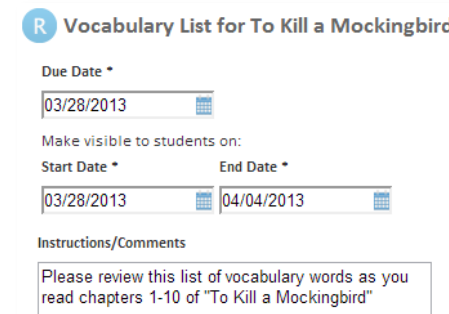 R Vocabulary List for To Kill a Mockingbird
Due Date *
03/28/2013
Make visible to students on:
Start Date * End Date *
03/28/2013 04/04/2013
Instructions/Comments
Please review this list of vocabulary words as you
read chapters 1-10 of "To Kill a Mockingbird"